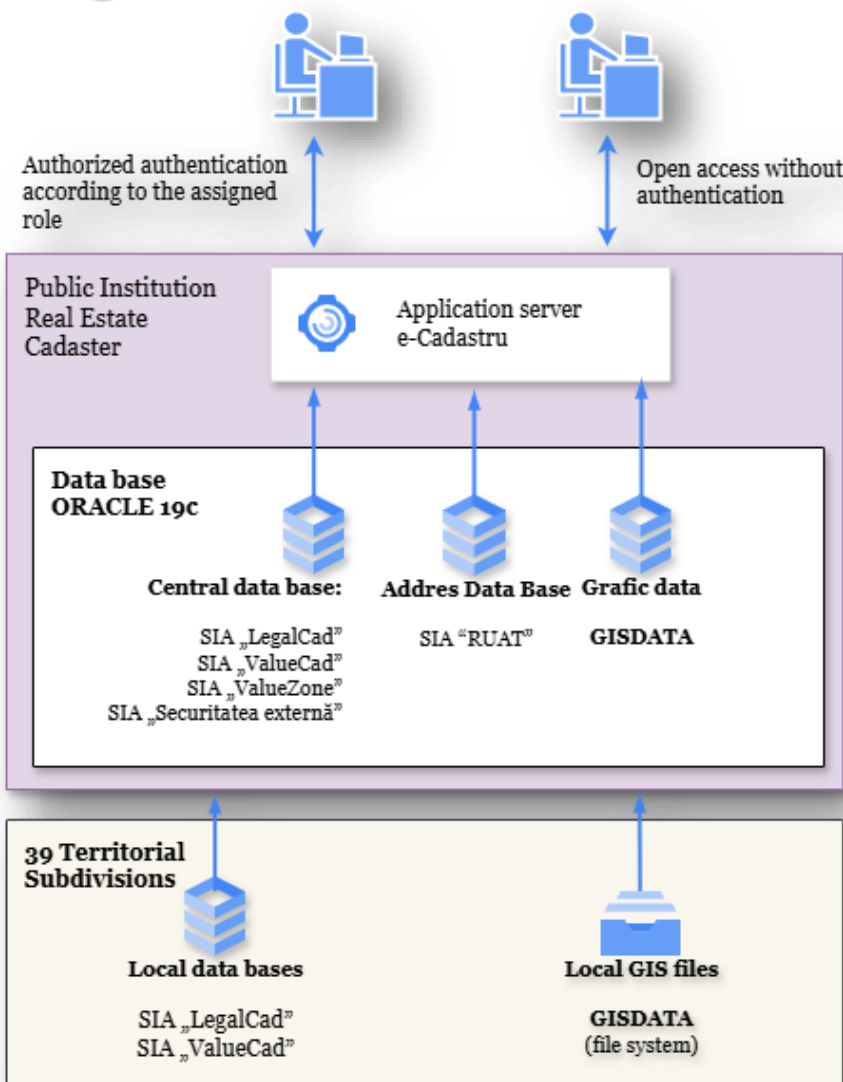 Authorized authentication
according to the assigned
role
Open access without
authentication
Public Institution
Real Estate
Cadaster
Application server
e-Cadastru
Data base
ORACLE 19c
Central data base:
SIA „LegalCad”
SIA „ValueCad”
SIA „ValueZone”
SIA „Securitatea externă”
Addres Data Base
SIA “RUAT”
Grafic data
GISDATA
39 Territorial
Subdivisions
Local data bases
SIA „LegalCad”
SIA „ValueCad”
Local GIS files
GISDATA
(file system)